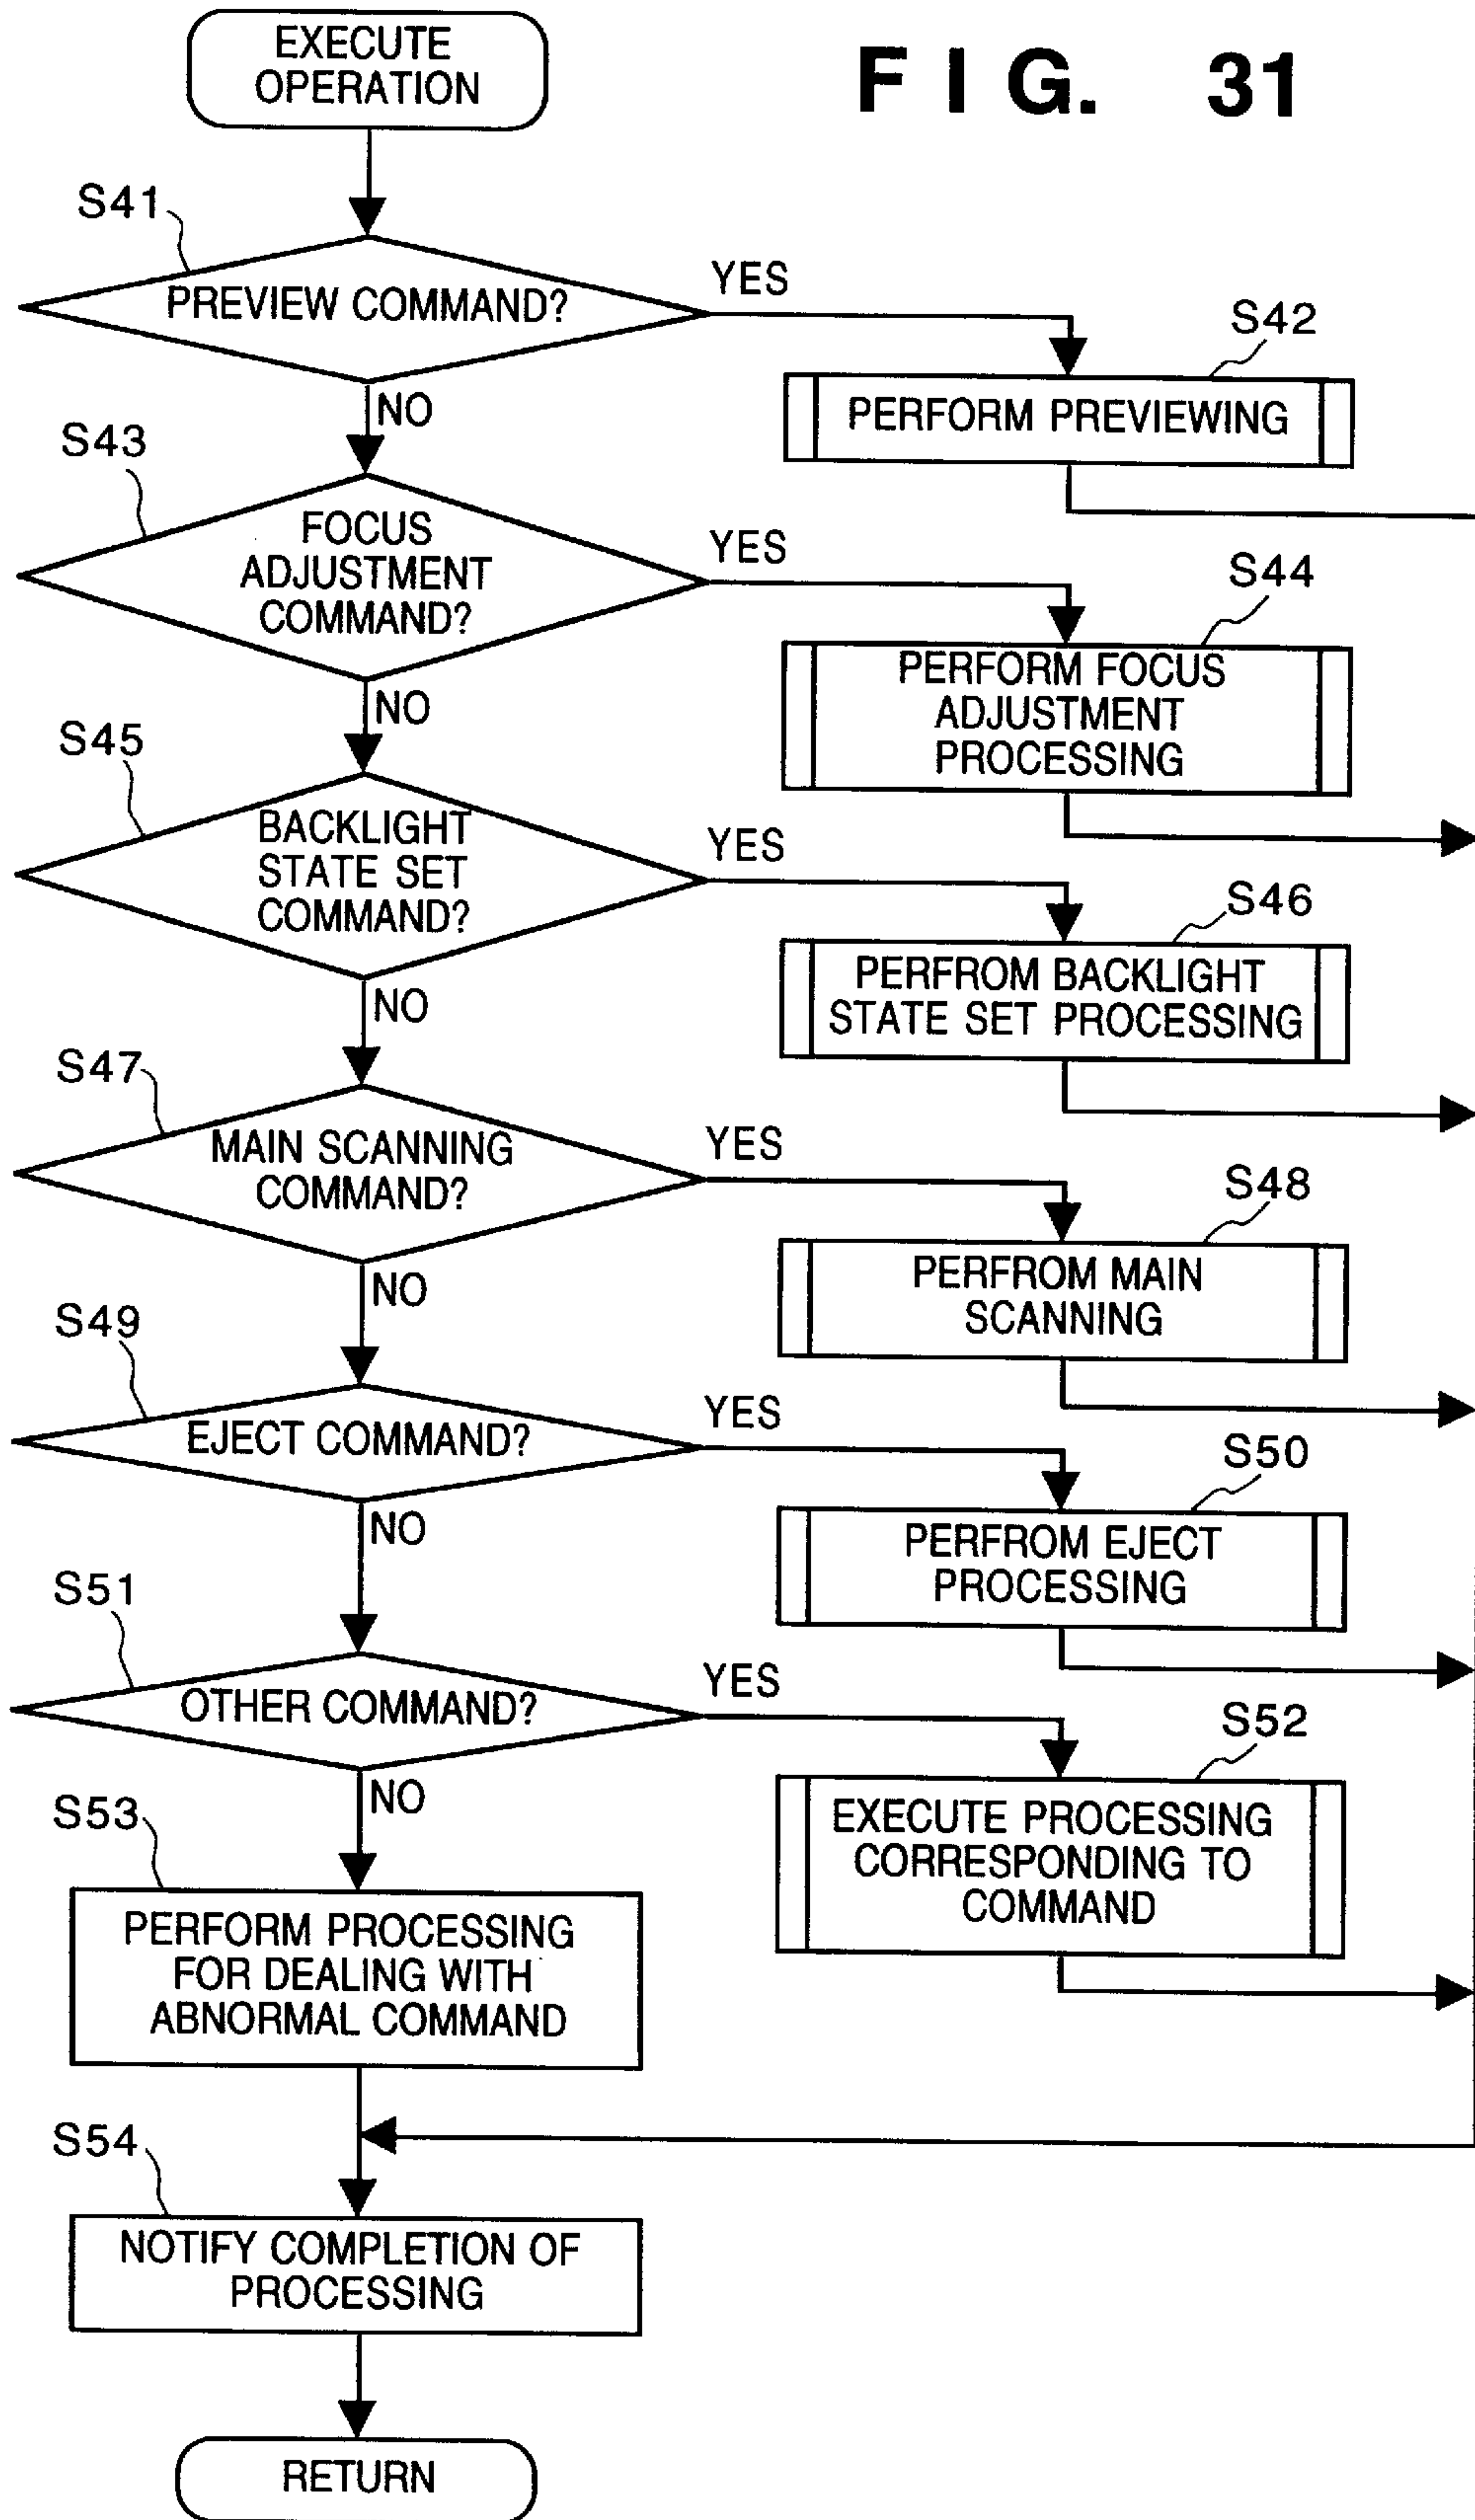 EXECUTE
OPERATION
FIG. 31
S41
PREVIEW COMMAND?
YES
S42
PERFORM PREVIEWING
NO
S43
FOCUS
ADJUSTMENT
COMMAND?
YES
S44
PERFORM FOCUS
ADJUSTMENT
PROCESSING
NO
S45
BACKLIGHT
STATE SET
COMMAND?
YES
S46
PERFROM BACKLIGHT
STATE SET PROCESSING
NO
S47
MAIN SCANNING
COMMAND?
YES
S48
PERFROM MAIN
SCANNING
NO
S49
EJECT COMMAND?
YES
S50
PERFROM EJECT
PROCESSING
NO
S51
OTHER COMMAND?
YES
S52
EXECUTE PROCESSING
CORRESPONDING TO
COMMAND
NO
S53
PERFORM PROCESSING
FOR DEALING WITH
ABNORMAL COMMAND
S54
NOTIFY COMPLETION OF
PROCESSING
RETURN